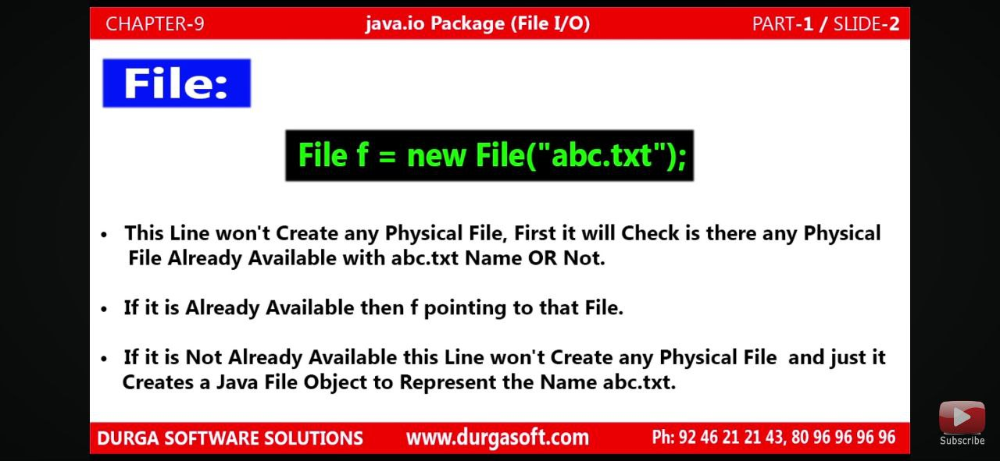 CHAPTER-9 java.io Package (File I/O) PART-1 / SLIDE-2
File:
File f = new File("abc.txt");
• This Line won't Create any Physical File, First it will Check is there any Physical
File Already Available with abc.txt Name OR Not.
• If it is Already Available then f pointing to that File.
• If it is Not Already Available this Line won't Create any Physical File and just it
Creates a Java File Object to Represent the Name abc.txt.
DURGA SOFTWARE SOLUTIONS www.durgasoft.com Ph: 92 46 21 21 43, 80 96 96 96 96
Subscribe